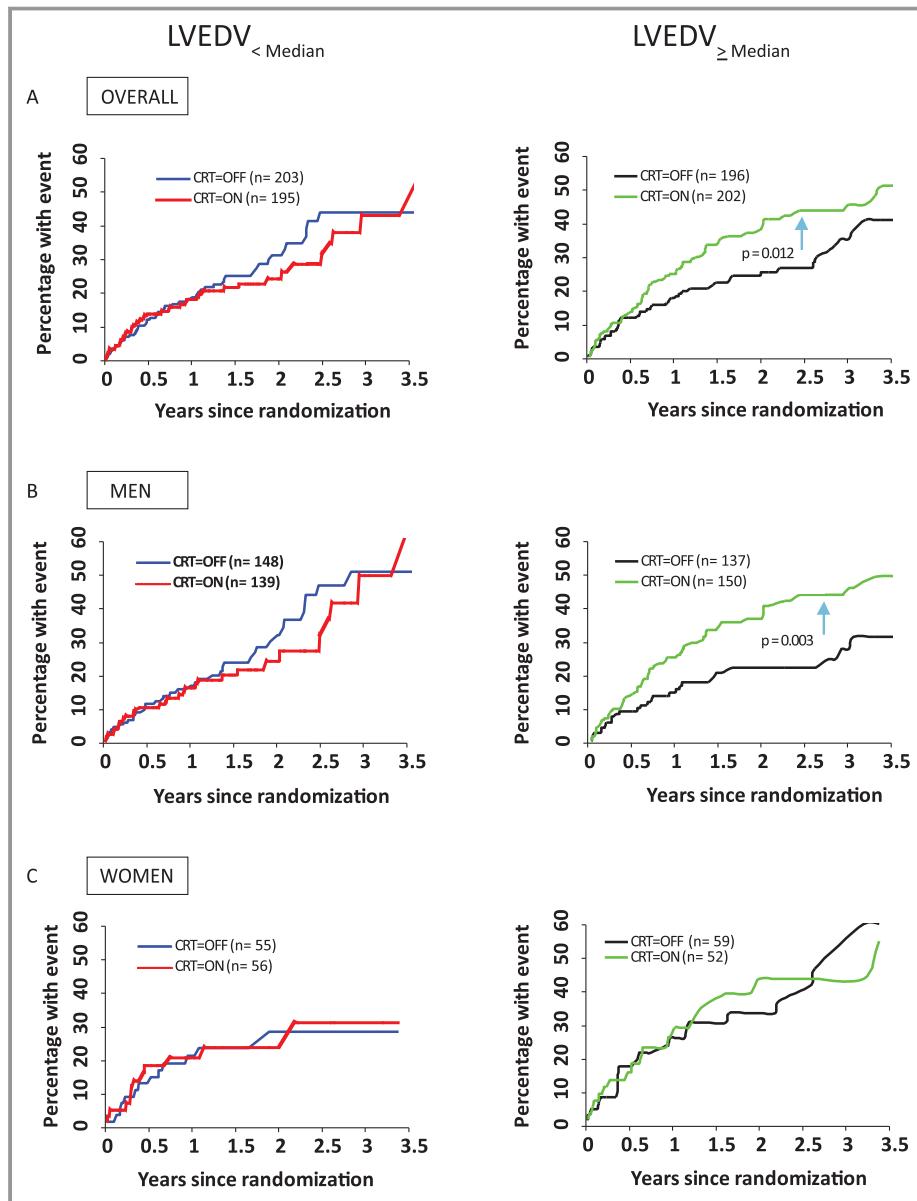 LVEDV < Median
LVEDV ≥ Median
A
OVERALL
Percentage with event
60
50
40
30
20
10
0
CRT=OFF (n= 203)
CRT=ON (n= 195)
0 0.5 1 1.5 2 2.5 3 3.5
Years since randomization
Percentage with event
60
50
40
30
20
10
0
CRT=OFF (n= 196)
CRT=ON (n= 202)
p = 0.012
0 0.5 1 1.5 2 2.5 3 3.5
Years since randomization
B
MEN
Percentage with event
60
50
40
30
20
10
0
CRT=OFF (n= 148)
CRT=ON (n= 139)
0 0.5 1 1.5 2 2.5 3 3.5
Years since randomization
Percentage with event
60
50
40
30
20
10
0
CRT=OFF (n= 137)
CRT=ON (n= 150)
p = 0.003
0 0.5 1 1.5 2 2.5 3 3.5
Years since randomization
C
WOMEN
Percentage with event
60
50
40
30
20
10
0
CRT=OFF (n= 55)
CRT=ON (n= 56)
0 0.5 1 1.5 2 2.5 3 3.5
Years since randomization
Percentage with event
60
50
40
30
20
10
0
CRT=OFF (n= 59)
CRT=ON (n= 52)
0 0.5 1 1.5 2 2.5 3 3.5
Years since randomization